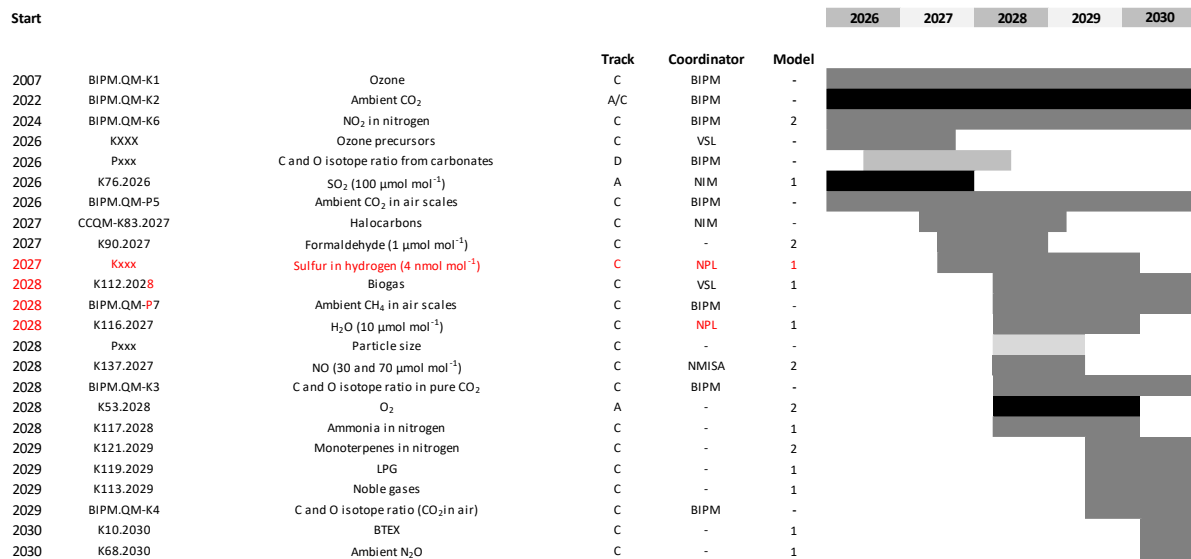 Start 2026 2027 2028 2029 2030
Track Coordinator Model
2007 BIPM.QM-K1 Ozone C BIPM -
2022 BIPM.QM-K2 Ambient CO₂ A/C BIPM -
2024 BIPM.QM-K6 NO₂ in nitrogen C BIPM 2
2026 KXXX Ozone precursors C VSL -
2026 Pxxx C and O isotope ratio from carbonates D BIPM -
2026 K76.2026 SO₂ (100 µmol mol⁻¹) A NIM 1
2026 BIPM.QM-P5 Ambient CO₂ in air scales C BIPM -
2027 CCQM-K83.2027 Halocarbons C NIM -
2027 K90.2027 Formaldehyde (1 µmol mol⁻¹) C - 2
2027 Kxxx Sulfur in hydrogen (4 nmol mol⁻¹) C NPL 1
2028 K112.2028 Biogas C VSL 1
2028 BIPM.QM-P7 Ambient CH₄ in air scales C BIPM -
2028 K116.2027 H₂O (10 µmol mol⁻¹) C NPL 1
2028 Pxxx Particle size C - -
2028 K137.2027 NO (30 and 70 µmol mol⁻¹) C NMISA 2
2028 BIPM.QM-K3 C and O isotope ratio in pure CO₂ C BIPM -
2028 K53.2028 O₂ A - 2
2028 K117.2028 Ammonia in nitrogen C - 1
2029 K121.2029 Monoterpenes in nitrogen C - 2
2029 K119.2029 LPG C - 1
2029 K113.2029 Noble gases C - 1
2029 BIPM.QM-K4 C and O isotope ratio (CO₂in air) C BIPM -
2030 K10.2030 BTEX C - 1
2030 K68.2030 Ambient N₂O C - 1